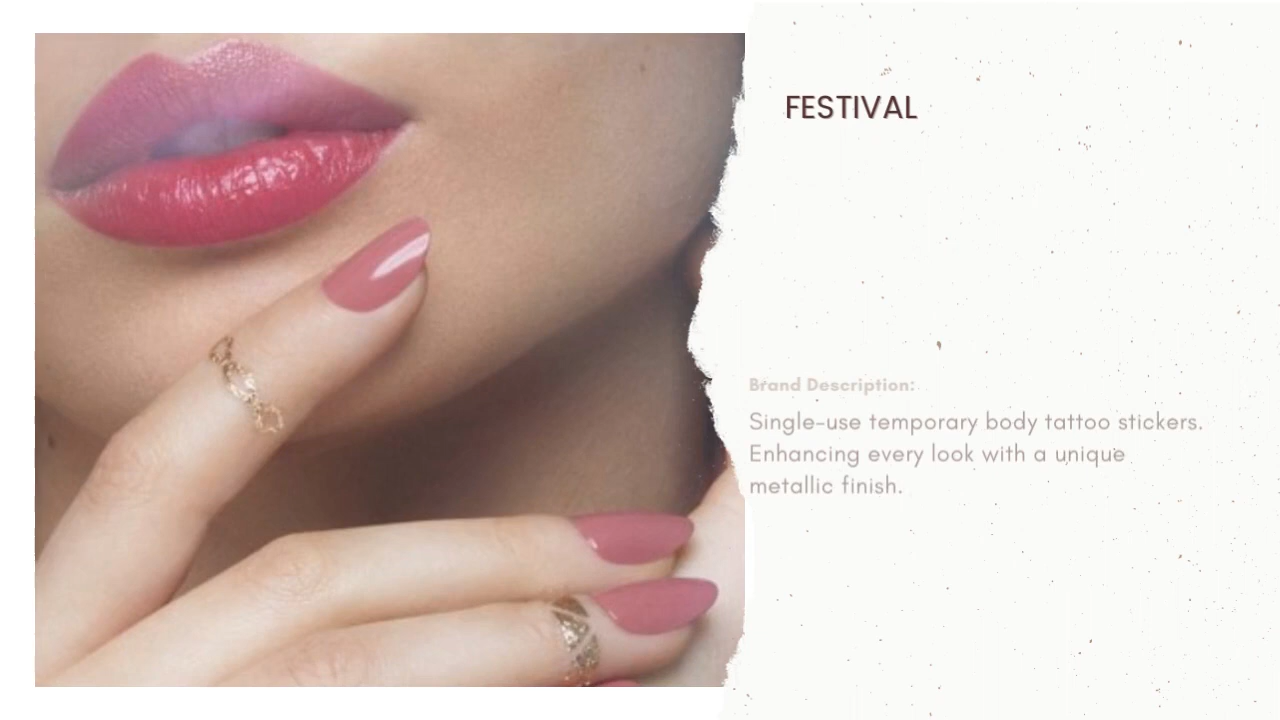 FESTIVAL
Brand Description:
Single-use temporary body tattoo stickers.
Enhancing every look with a unique
metallic finish.